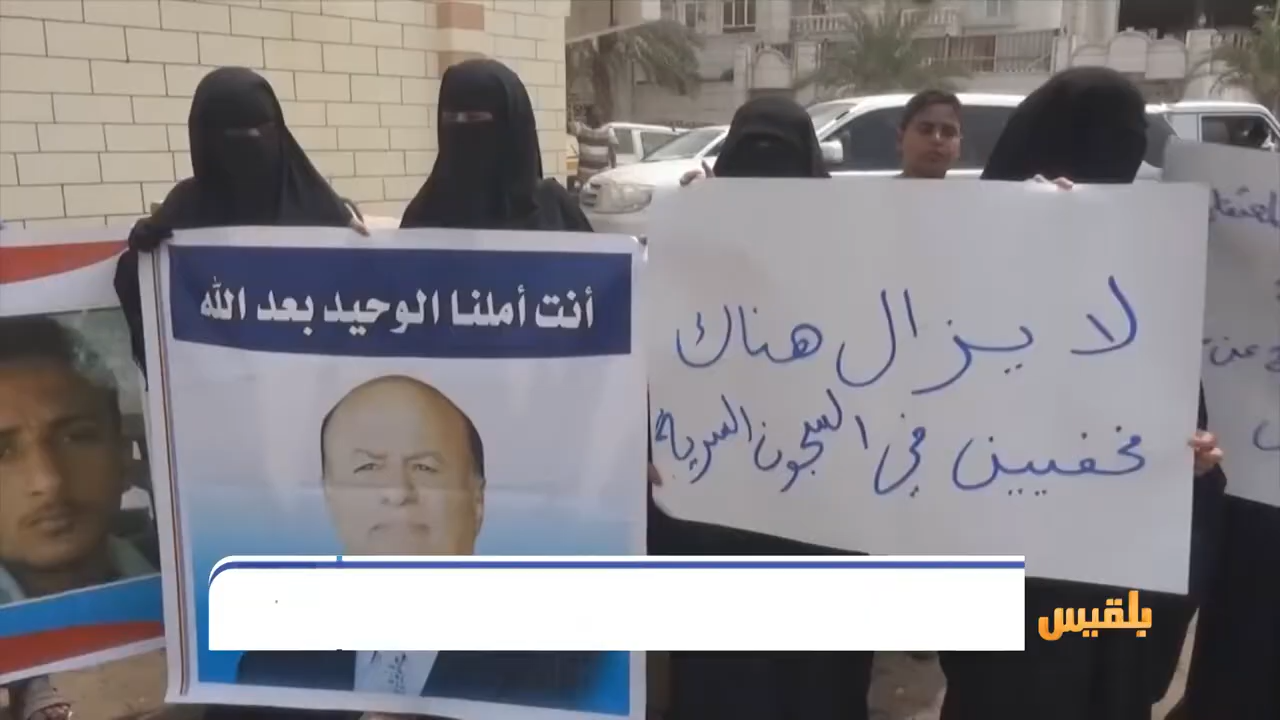 أنت أملنا الوحيد بعد الله
لا يزال هناك
مخفيين في السجون السرية
بلقيس